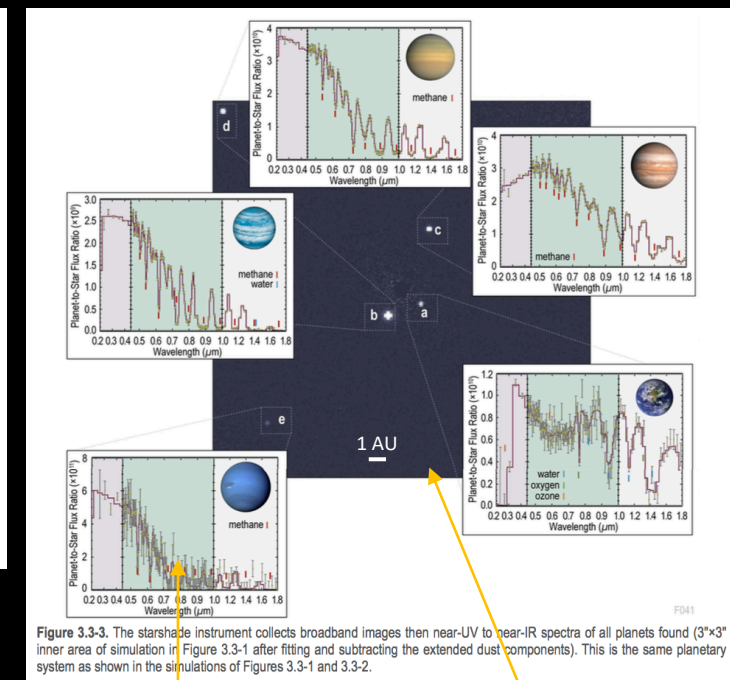 4
3
2
1
0
Planet-to-Star Flux Ratio (×10¹⁰)
methane
0.2 0.3 0.4 0.5 0.6 0.7 0.8 0.9 1.0 1.2 1.4 1.6 1.8
Wavelength (µm)
d
4
3
2
1
0
Planet-to-Star Flux Ratio (×10¹⁰)
methane
0.2 0.3 0.4 0.5 0.6 0.7 0.8 0.9 1.0 1.2 1.4 1.6 1.8
Wavelength (µm)
c
3.0
2.5
2.0
1.5
1.0
0.5
0.0
Planet-to-Star Flux Ratio (×10⁹)
methane
water
0.2 0.3 0.4 0.5 0.6 0.7 0.8 0.9 1.0 1.2 1.4 1.6 1.8
Wavelength (µm)
b
a
1.2
1.0
0.8
0.6
0.4
0.2
0.0
Planet-to-Star Flux Ratio (×10¹⁰)
water
oxygen
ozone
0.2 0.3 0.4 0.5 0.6 0.7 0.8 0.9 1.0 1.2 1.4 1.6 1.8
Wavelength (µm)
e
1 AU
8
6
4
2
0
Planet-to-Star Flux Ratio (×10¹¹)
methane
0.2 0.3 0.4 0.5 0.6 0.7 0.8 0.9 1.0 1.2 1.4 1.6 1.8
Wavelength (µm)
F041
Figure 3.3-3. The starshade instrument collects broadband images then near-UV to near-IR spectra of all planets found (3"×3"
inner area of simulation in Figure 3.3-1 after fitting and subtracting the extended dust components). This is the same planetary
system as shown in the simulations of Figures 3.3-1 and 3.3-2.